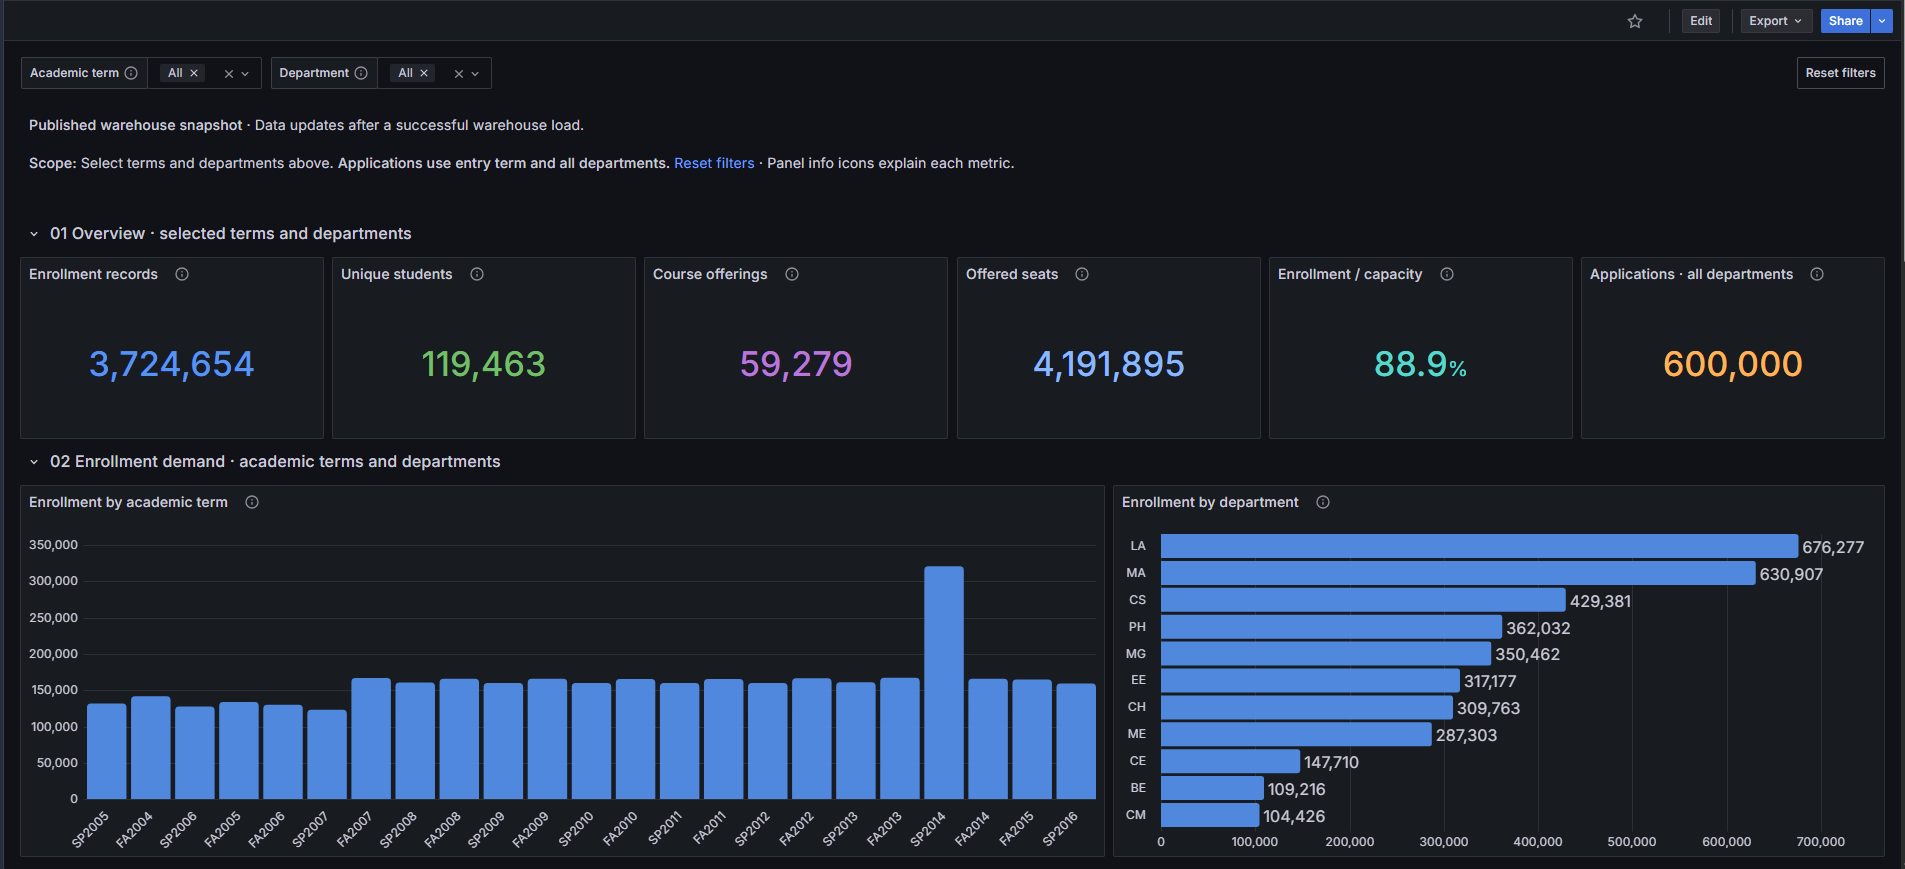 Edit Export Share
Academic term All Department All Reset filters
Published warehouse snapshot · Data updates after a successful warehouse load.
Scope: Select terms and departments above. Applications use entry term and all departments. Reset filters · Panel info icons explain each metric.
01 Overview · selected terms and departments
Enrollment records
3,724,654
Unique students
119,463
Course offerings
59,279
Offered seats
4,191,895
Enrollment / capacity
88.9%
Applications · all departments
600,000
02 Enrollment demand · academic terms and departments
Enrollment by academic term
350,000
300,000
250,000
200,000
150,000
100,000
50,000
0
SP2005 FA2004 SP2006 FA2005 FA2006 SP2007 FA2007 SP2008 FA2008 SP2009 FA2009 SP2010 FA2010 SP2011 FA2011 SP2012 FA2012 SP2013 FA2013 SP2014 FA2014 FA2015 SP2016
Enrollment by department
LA 676,277
MA 630,907
CS 429,381
PH 362,032
MG 350,462
EE 317,177
CH 309,763
ME 287,303
CE 147,710
BE 109,216
CM 104,426
0 100,000 200,000 300,000 400,000 500,000 600,000 700,000